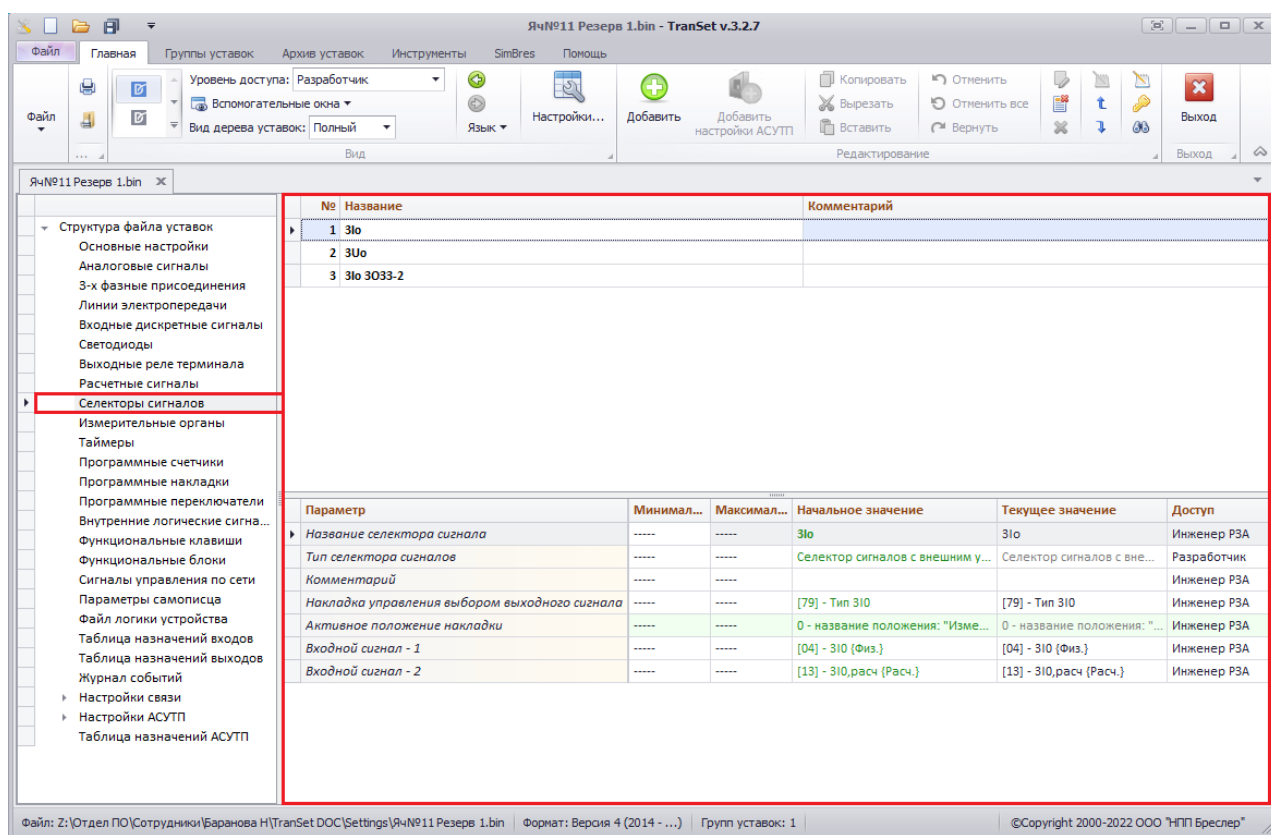 Яч№11 Резерв 1.bin - TranSet v.3.2.7
Файл Главная Группы уставок Архив уставок Инструменты SimBres Помощь
Файл
Уровень доступа: Разработчик
Вспомогательные окна
Вид дерева уставок: Полный
Язык
Настройки...
Добавить
Добавить настройки АСУТП
Копировать
Вырезать
Вставить
Отменить
Отменить все
Вернуть
Выход
... Вид Редактирование Выход
Яч№11 Резерв 1.bin
Структура файла уставок
Основные настройки
Аналоговые сигналы
3-х фазные присоединения
Линии электропередачи
Входные дискретные сигналы
Светодиоды
Выходные реле терминала
Расчетные сигналы
Селекторы сигналов
Измерительные органы
Таймеры
Программные счетчики
Программные накладки
Программные переключатели
Внутренние логические сигна...
Функциональные клавиши
Функциональные блоки
Сигналы управления по сети
Параметры самописца
Файл логики устройства
Таблица назначений входов
Таблица назначений выходов
Журнал событий
Настройки связи
Настройки АСУТП
Таблица назначений АСУТП
№ Название Комментарий
1 3Io
2 3Uo
3 3Io ЗОЗЗ-2
Параметр Минимал... Максимал... Начальное значение Текущее значение Доступ
Название селектора сигнала ----- ----- 3Io 3Io Инженер РЗА
Тип селектора сигналов ----- ----- Селектор сигналов с внешним у... Селектор сигналов с вне... Разработчик
Комментарий ----- ----- Инженер РЗА
Накладка управления выбором выходного сигнала ----- ----- [79] - Тип 3I0 [79] - Тип 3I0 Инженер РЗА
Активное положение накладки ----- ----- 0 - название положения: "Изме... 0 - название положения: "... Инженер РЗА
Входной сигнал - 1 ----- ----- [04] - 3I0 {Физ.} [04] - 3I0 {Физ.} Инженер РЗА
Входной сигнал - 2 ----- ----- [13] - 3I0,расч {Расч.} [13] - 3I0,расч {Расч.} Инженер РЗА
Файл: Z:\Отдел ПО\Сотрудники\Баранова Н\TranSet DOC\Settings\Яч№11 Резерв 1.bin Формат: Версия 4 (2014 - ...) Групп уставок: 1 ©Copyright 2000-2022 ООО "НПП Бреслер"